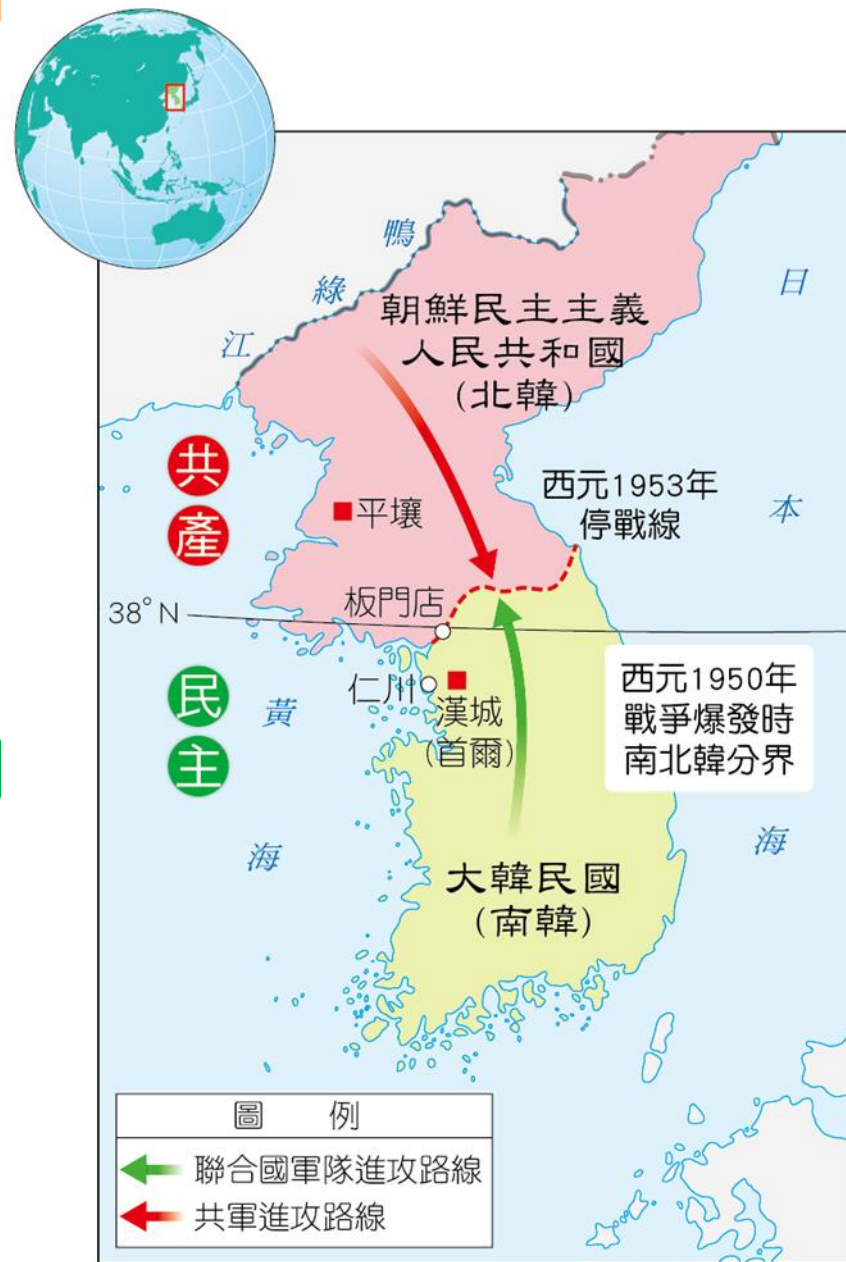 鴨
綠
江
日
本
海
朝鮮民主主義
人民共和國
(北韓)
共
產
平壤
西元1953年
停戰線
板門店
38°N
民
主
仁川
漢城
(首爾)
黃
海
西元1950年
戰爭爆發時
南北韓分界
大韓民國
(南韓)
圖 例
聯合國軍隊進攻路線
共軍進攻路線